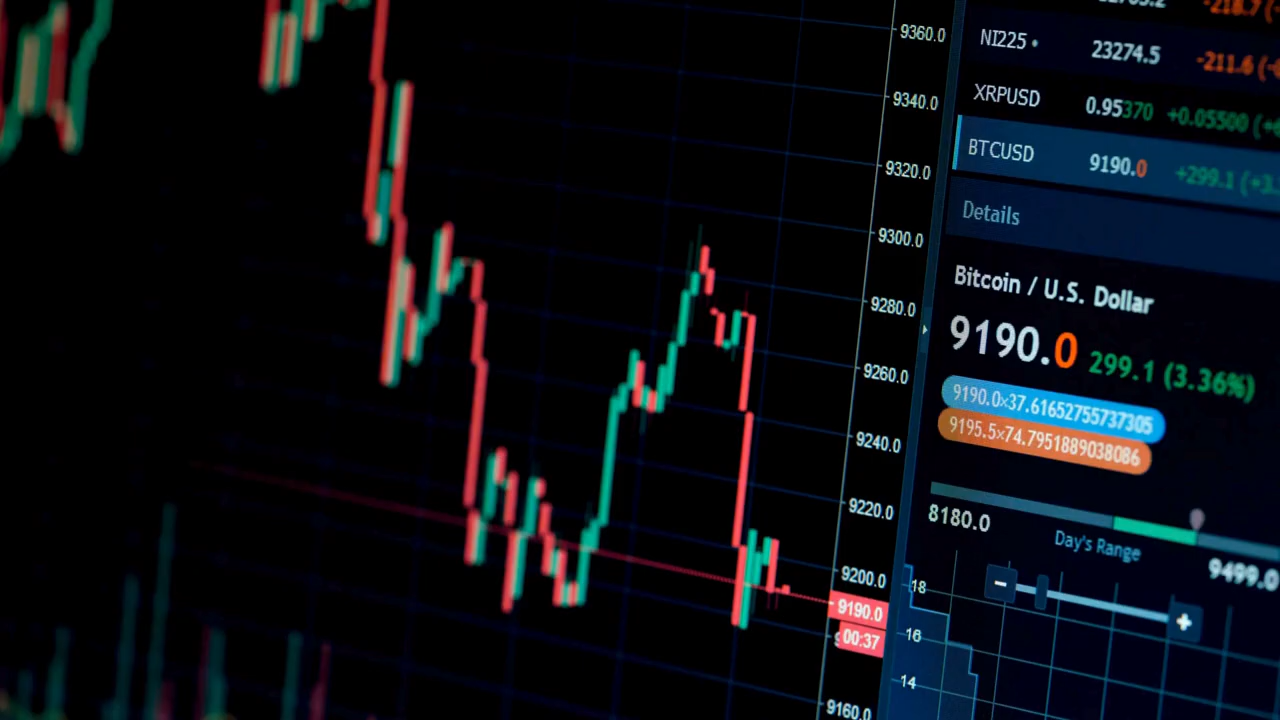 9360.0
9340.0
9320.0
9300.0
9280.0
9260.0
9240.0
9220.0
9200.0
9190.0
00:37
9160.0
NI225 23274.5 -211.6
XRPUSD 0.95370 +0.05500
BTCUSD 9190.0 +299.1
Details
Bitcoin / U.S. Dollar
9190.0 299.1 (3.36%)
9190.0×37.61652755737305
9195.5×74.7951889038086
8180.0 Day's Range 9499.0
- +
18
16
14